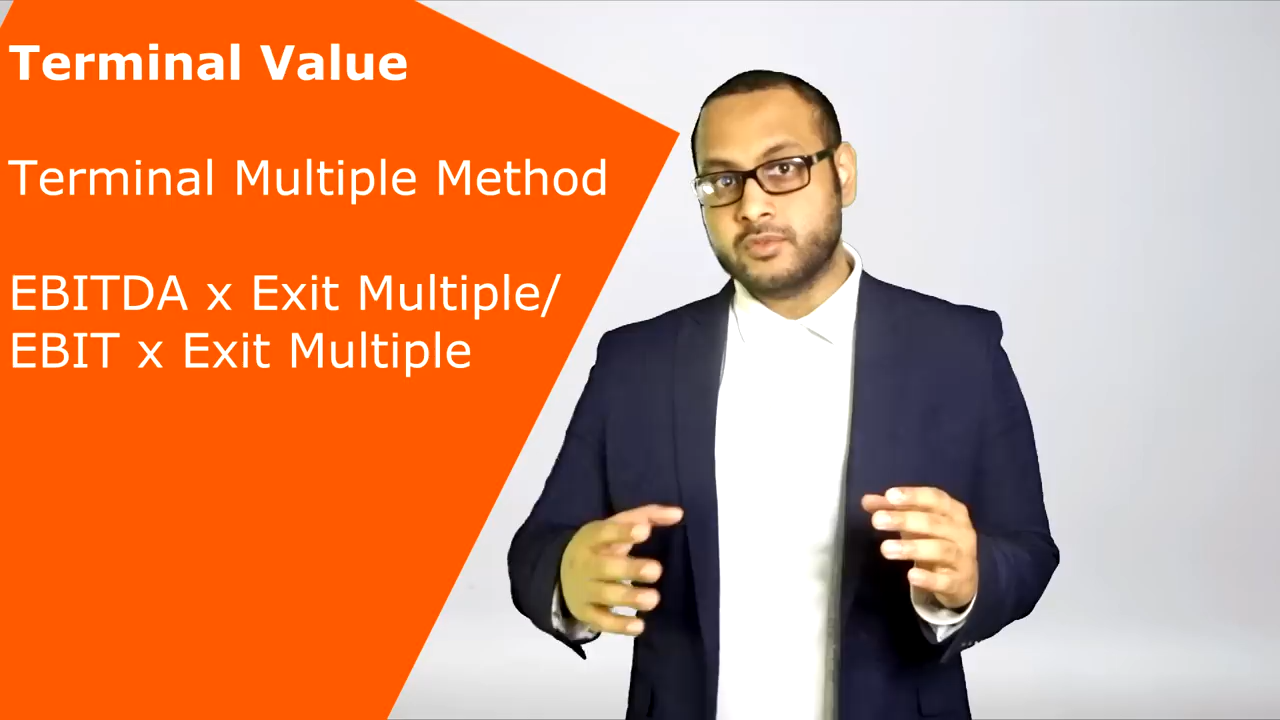 Terminal Value
Terminal Multiple Method
EBITDA x Exit Multiple/
EBIT x Exit Multiple